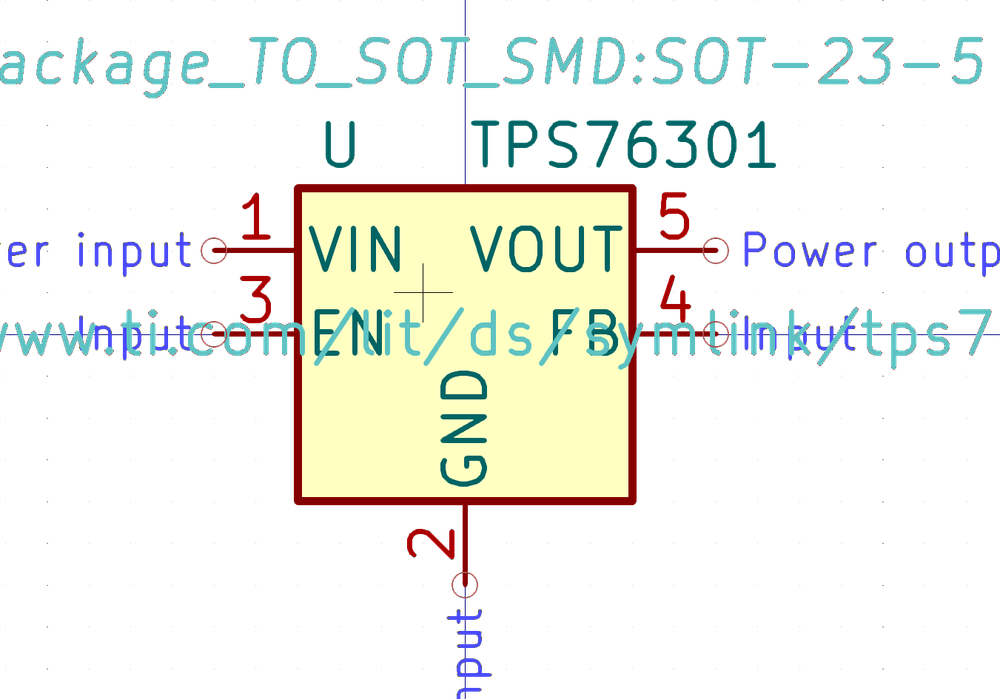 ackage_TO_SOT_SMD:SOT-23-5
U TPS76301
1 5
er input VIN VOUT Power outp
3 4
Input EN FB Input
ww.ti.com/lit/ds/symlink/tps7
GND
2
nput